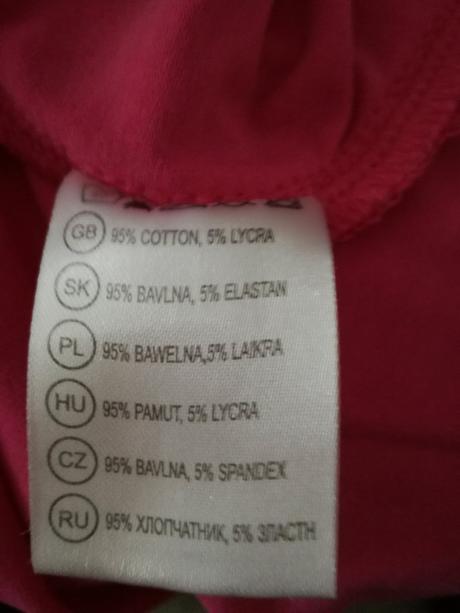 GB 95% COTTON, 5% LYCRA
SK 95% BAVLNA, 5% ELASTAN
PL 95% BAWELNA,5% LAIKRA
HU 95% PAMUT, 5% LYCRA
CZ 95% BAVLNA, 5% SPANDEX
RU 95% ХЛОПЧАТНИК, 5% ЗЛАСТН